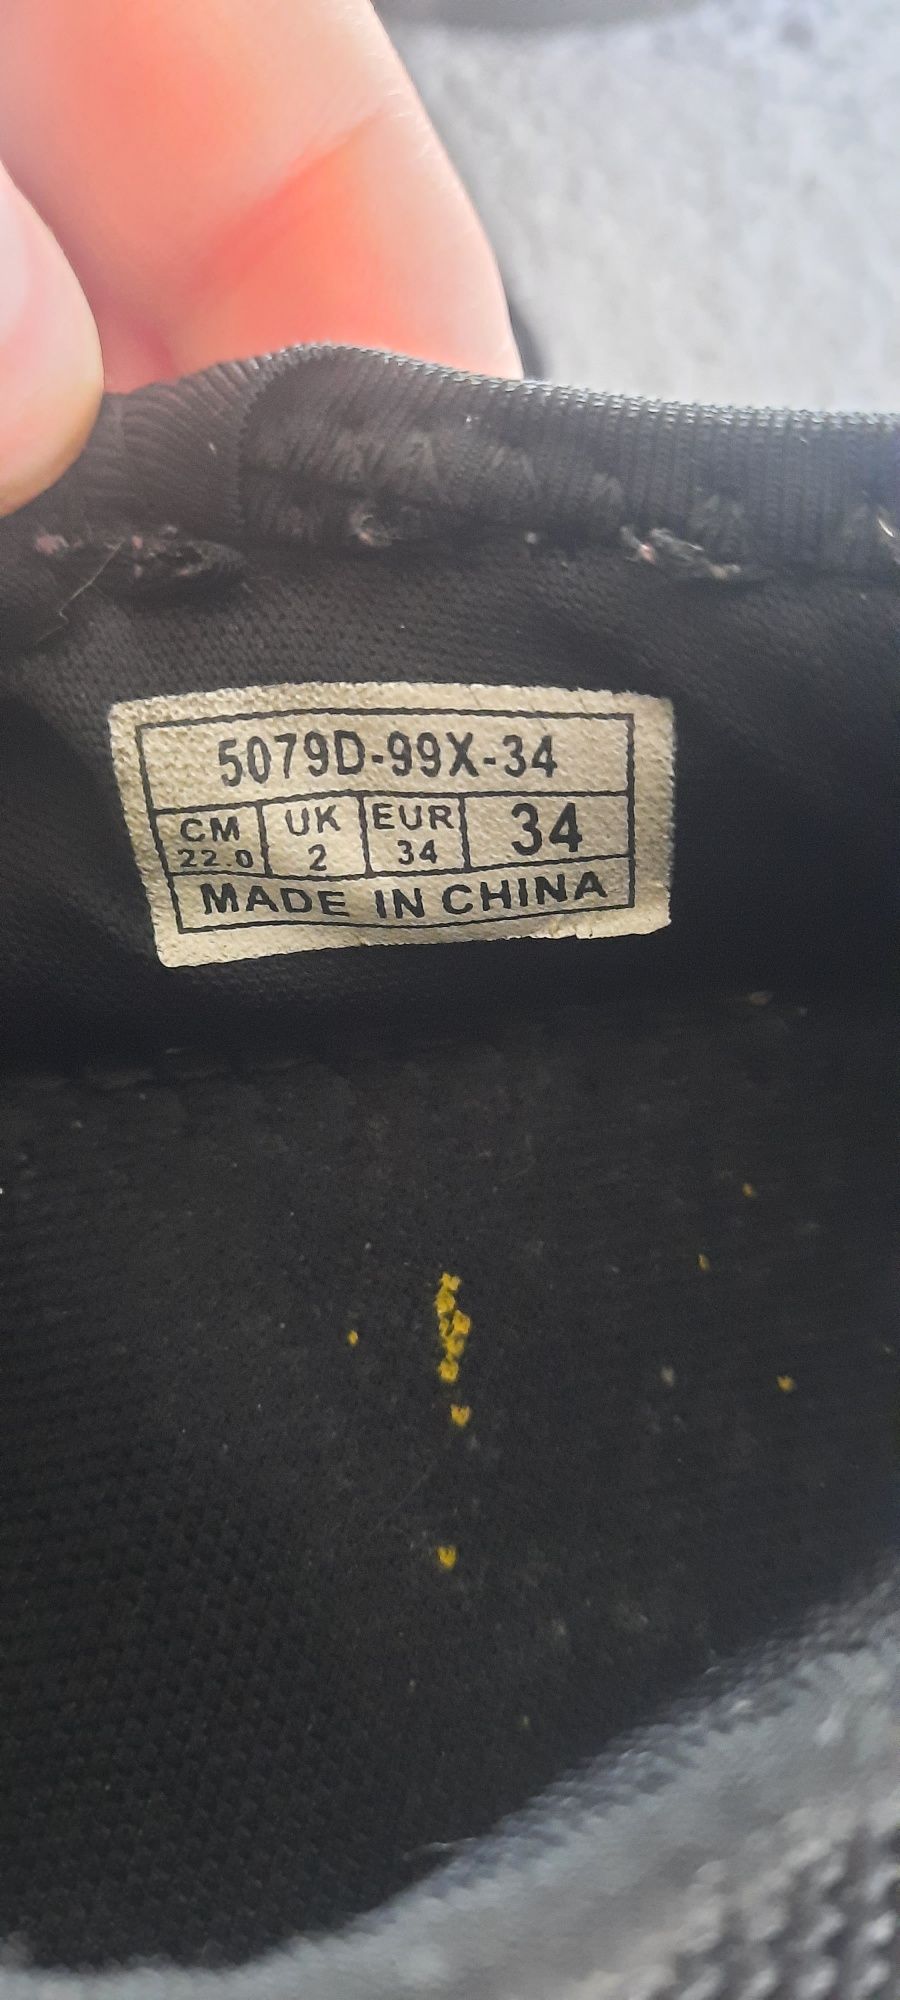 5079D-99X-34
CM UK EUR 34
22.0 2 34
MADE IN CHINA